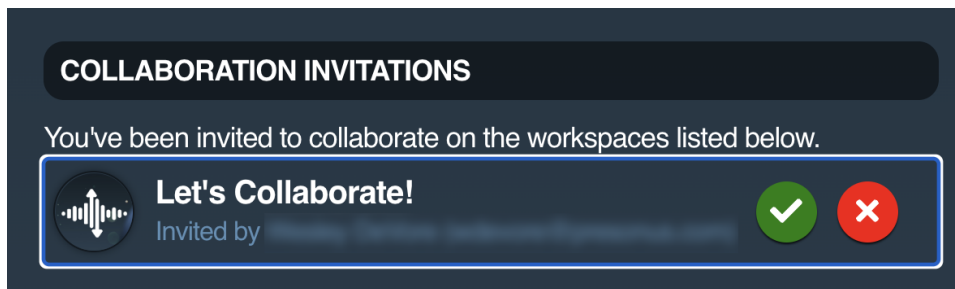 COLLABORATION INVITATIONS
You've been invited to collaborate on the workspaces listed below.
Let's Collaborate!
Invited by